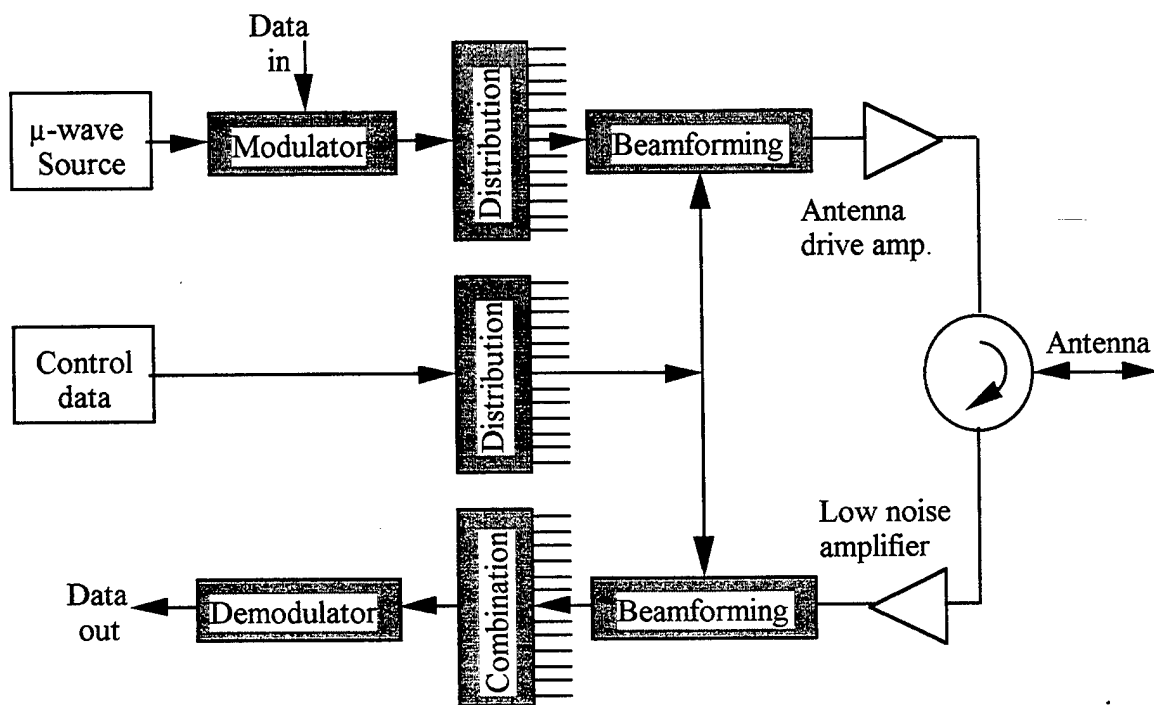 Data
in
μ-wave
Source
Modulator
Distribution
Beamforming
Antenna
drive amp.
Control
data
Distribution
Antenna
Low noise
amplifier
Data
out
Demodulator
Combination
Beamforming